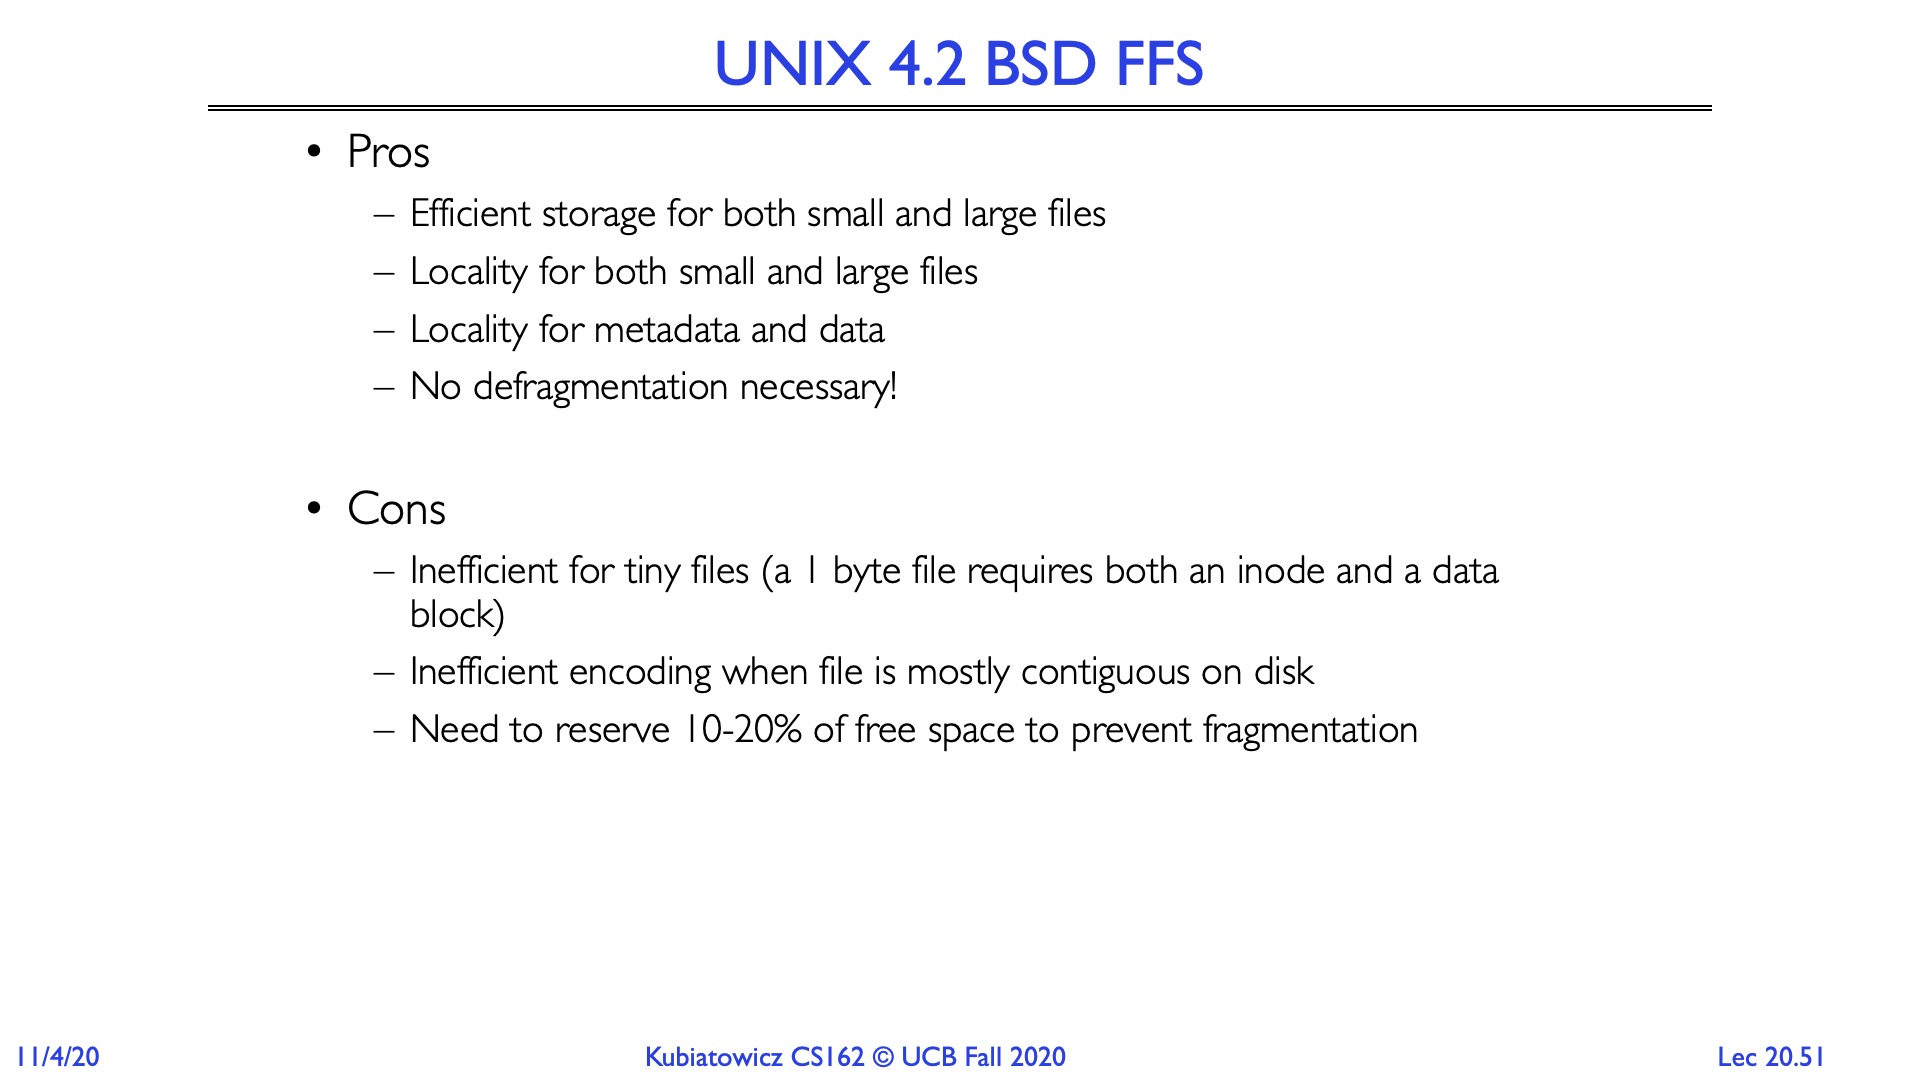 UNIX 4.2 BSD FFS
• Pros
– Efficient storage for both small and large files
– Locality for both small and large files
– Locality for metadata and data
– No defragmentation necessary!
• Cons
– Inefficient for tiny files (a 1 byte file requires both an inode and a data
block)
– Inefficient encoding when file is mostly contiguous on disk
– Need to reserve 10-20% of free space to prevent fragmentation
11/4/20
Kubiatowicz CS162 © UCB Fall 2020
Lec 20.51